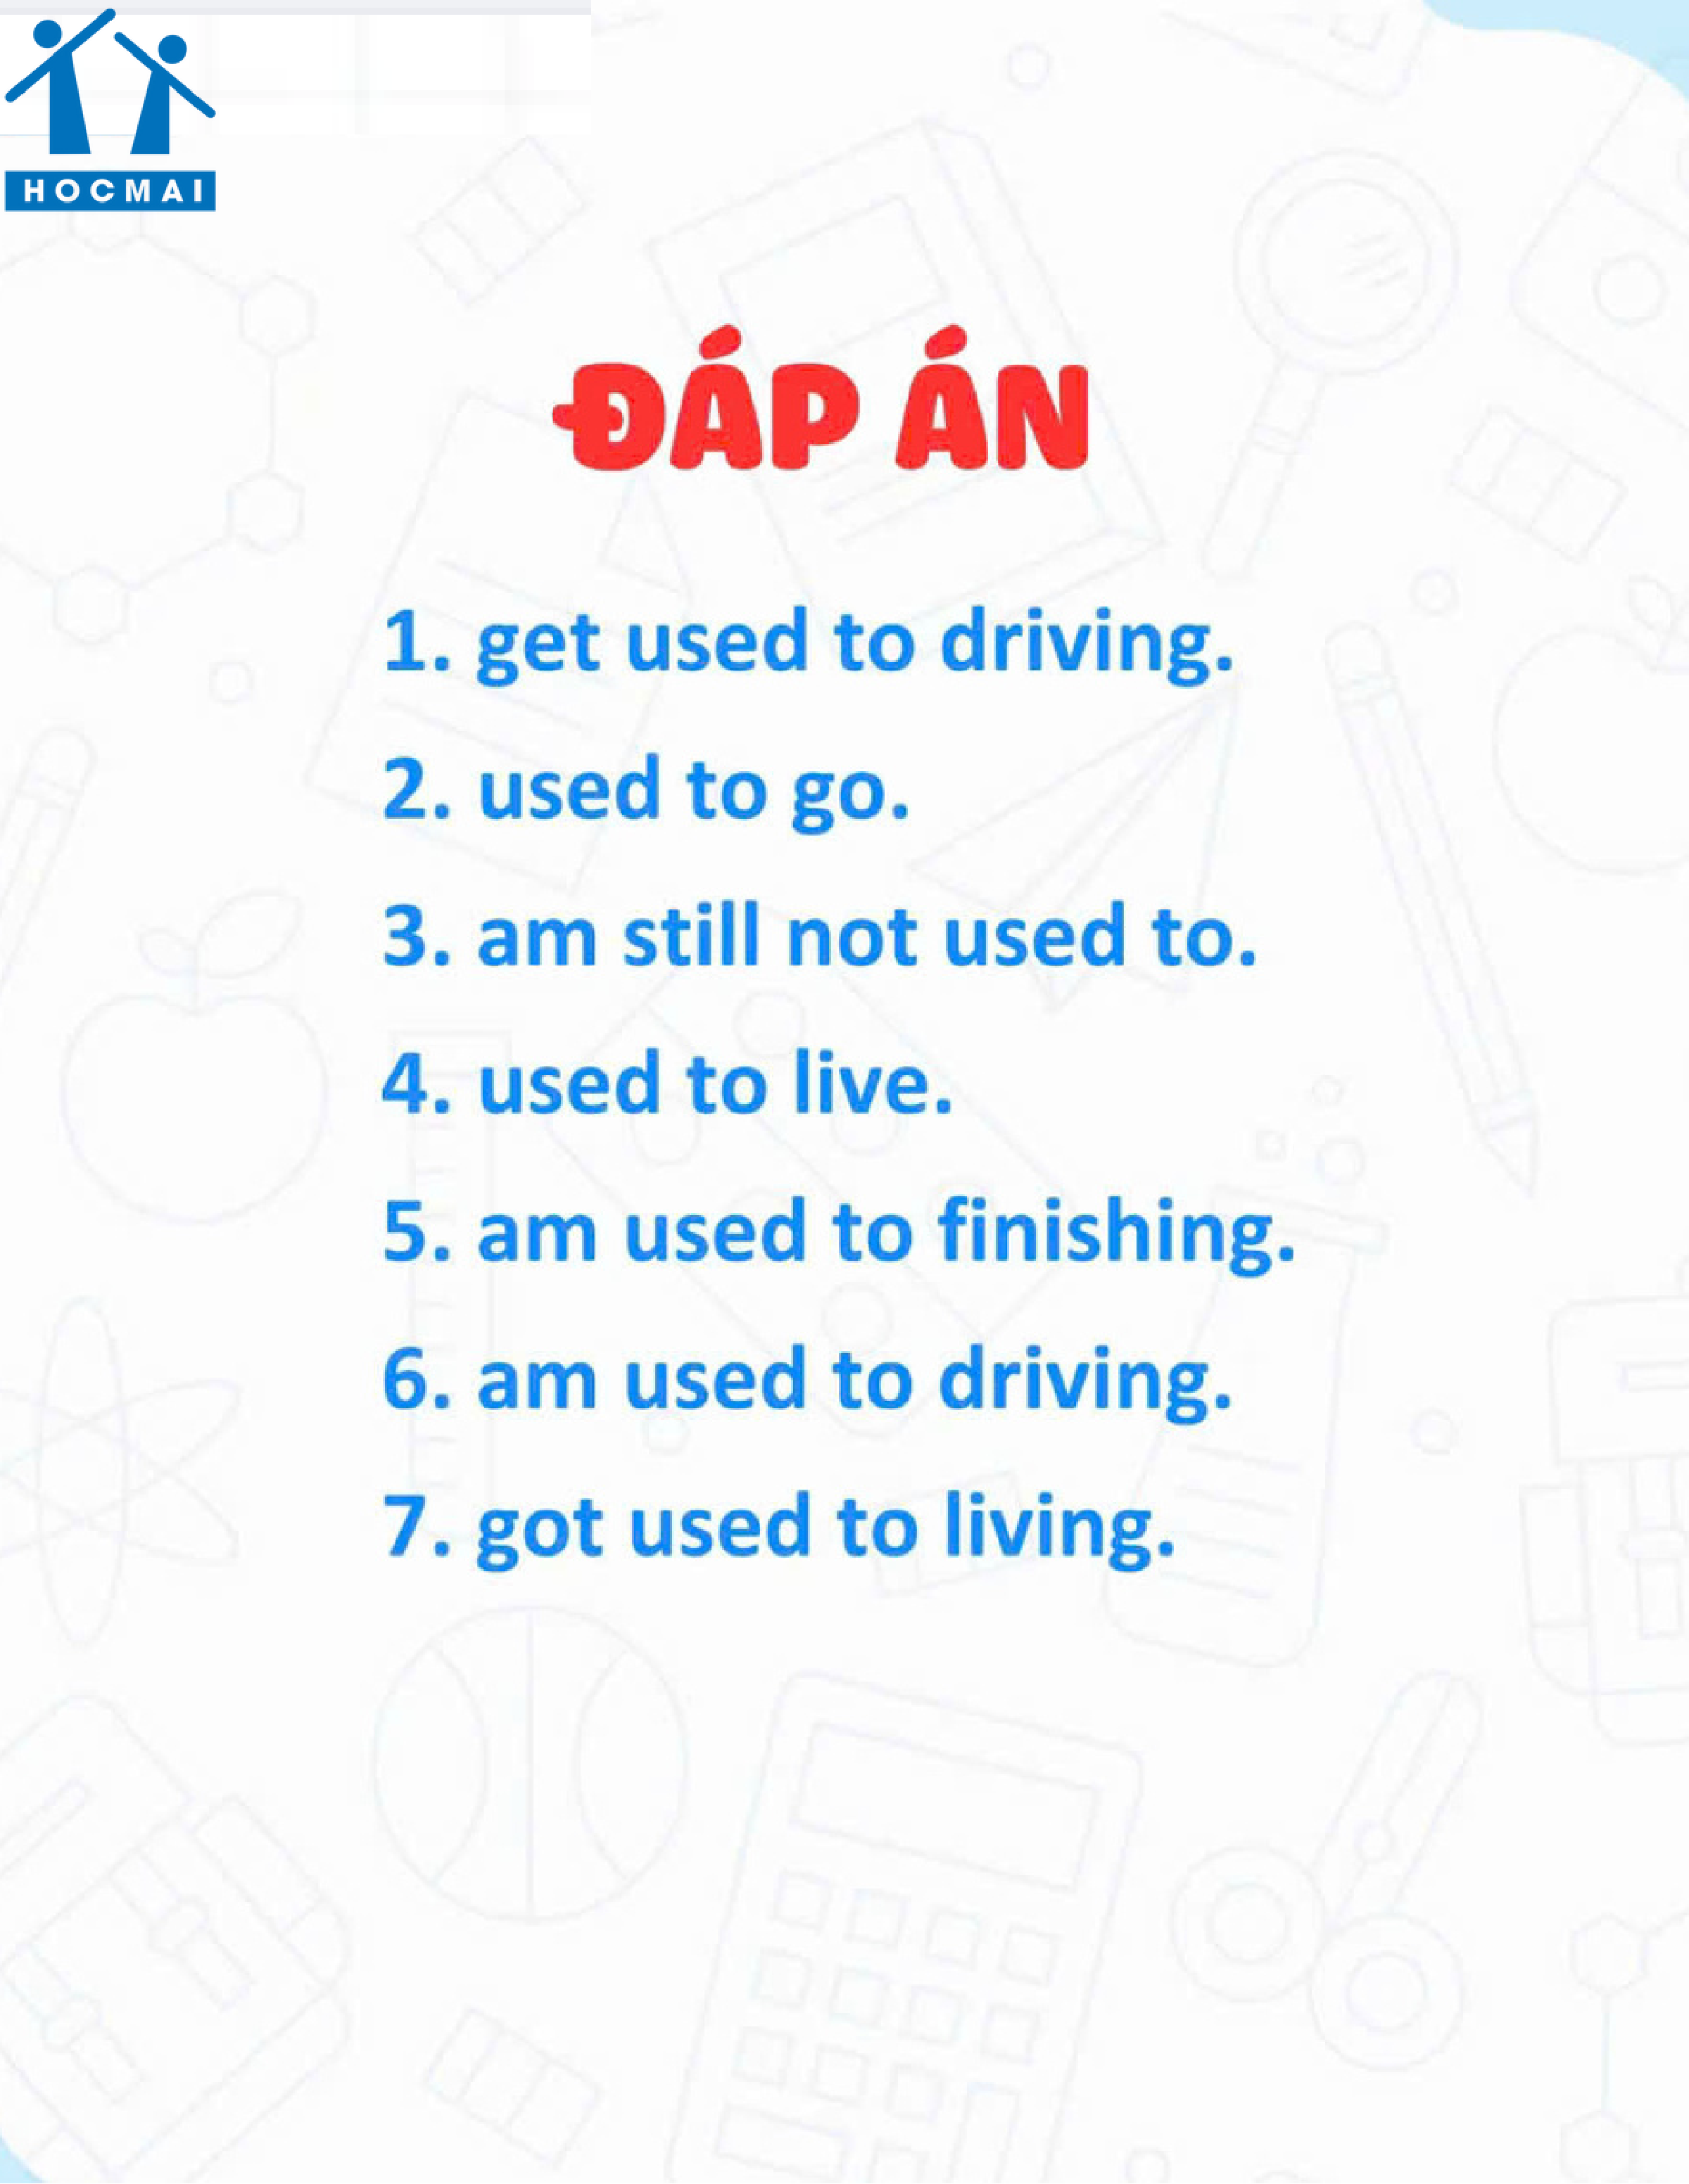 HOCMAI
ĐÁP ÁN
1. get used to driving.
2. used to go.
3. am still not used to.
4. used to live.
5. am used to finishing.
6. am used to driving.
7. got used to living.